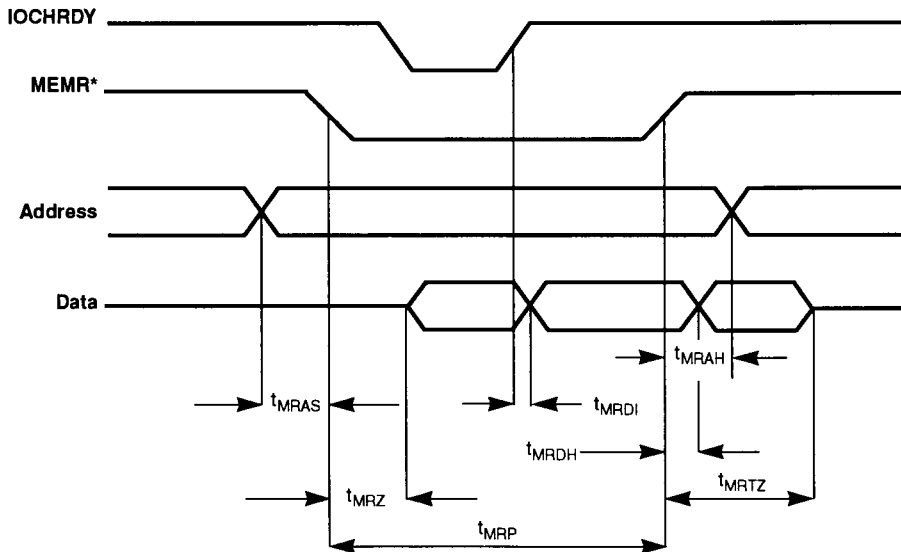 IOCHRDY
MEMR*
Address
Data
tMRAH
tMRAS
tMRDI
tMRDH
tMRZ
tMRTZ
tMRP